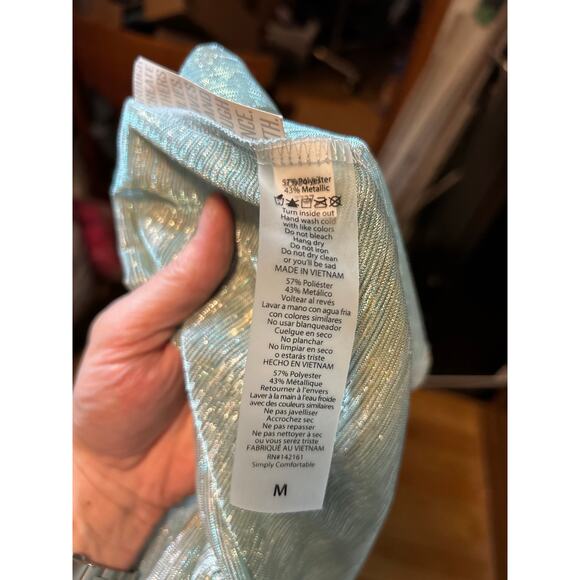 57% Polyester
43% Metallic
Turn inside out
Hand wash cold
with like colors
Do not bleach
Hang dry
Do not iron
Do not dry clean
or you'll be sad
MADE IN VIETNAM
57% Poliéster
43% Metálico
Voltear al revés
Lavar a mano con agua fria
con colores similares
No usar blanqueador
Cuelgue en seco
No planchar
No limpiar en seco
o estarás triste
HECHO EN VIETNAM
57% Polyester
43% Métallique
Retourner à l'envers
Laver à la main à l'eau froide
avec des couleurs similaires
Ne pas javelliser
Accrochez sec
Ne pas repasser
Ne pas nettoyer à sec
ou vous serez triste
FABRIQUÉ AU VIETNAM
RN#142161
Simply Comfortable
M